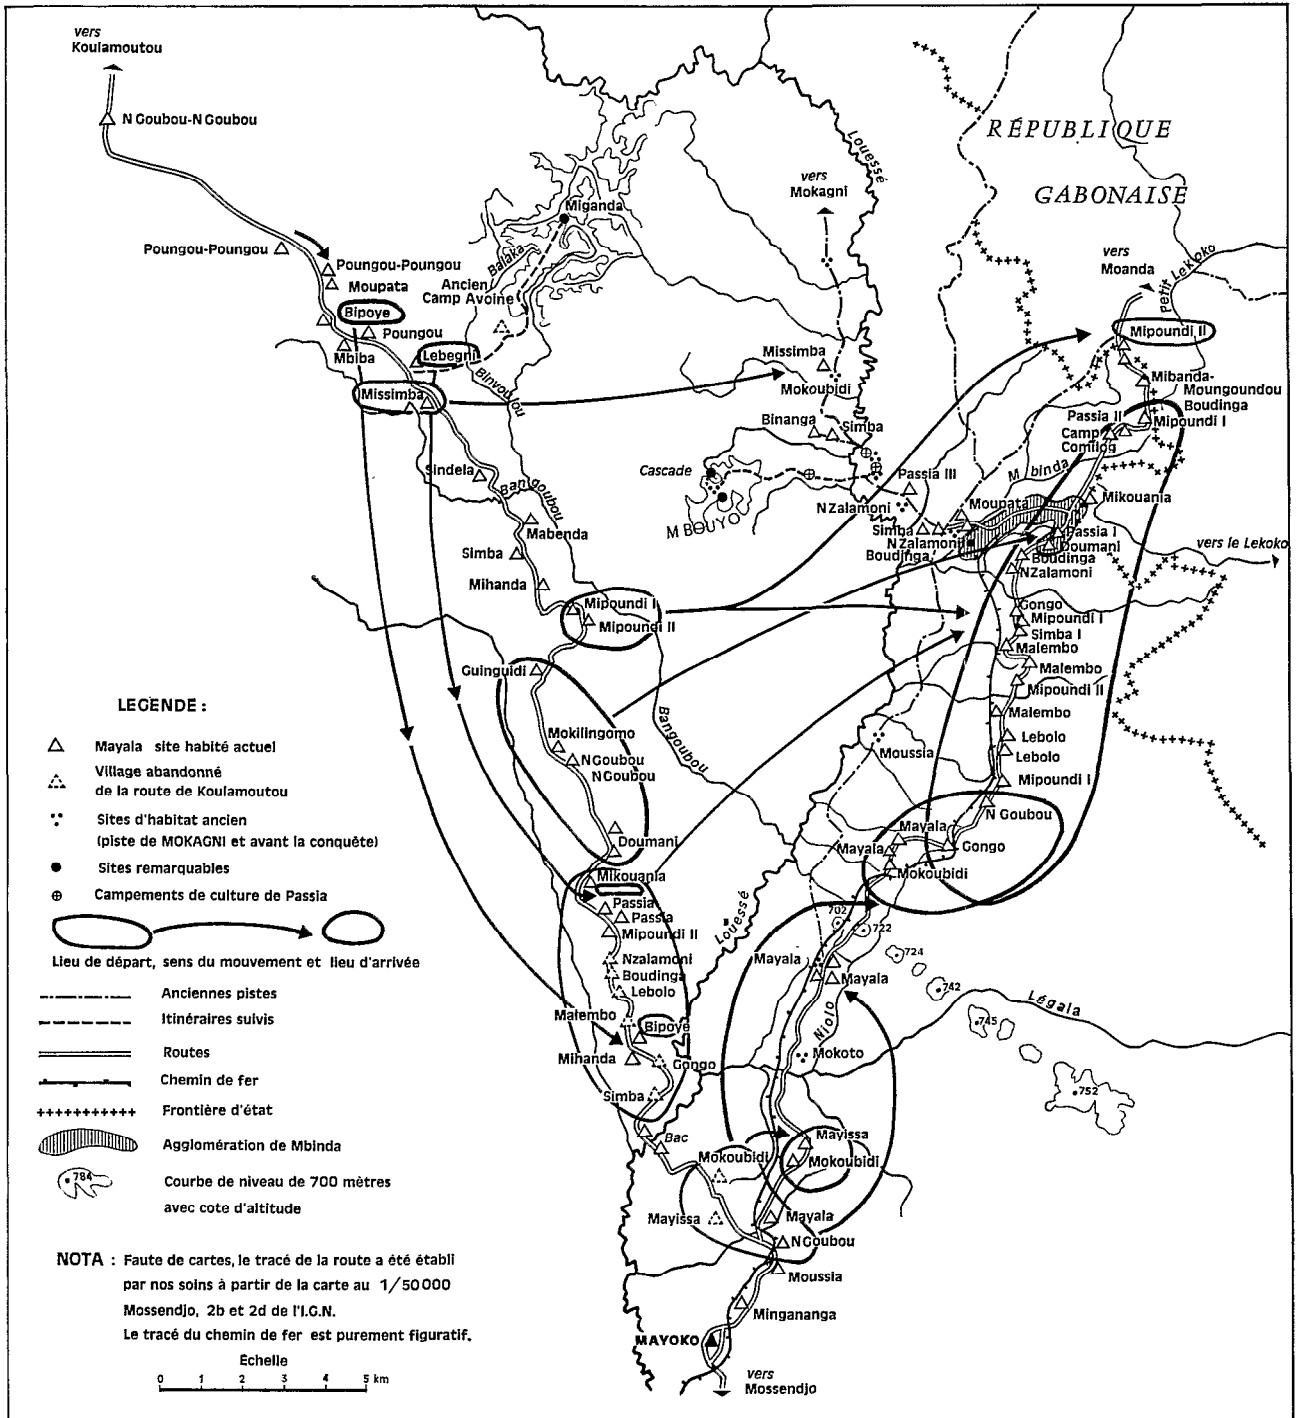 vers
Koulamoutou
N Goubou-N Goubou
Poungou-Poungou
Poungou-Poungou
Moupata
Bipoye
Poungou
Mbiba
Lebegni
Missimba
Miganda
Balaka
Ancien
Camp Avoine
Binvoulou
Sindela
Bangoubou
Mabenda
Simba
Mihanda
Mipoundi I
Mipoundi II
Guinguidi
Mokilingomo
N Goubou
N Goubou
Bangoubou
Doumani
Mikouania
Passia
Passia
Mipoundi II
Nzalamoni
Boudinga
Lebolo
Malembo
Bipoye
Mihanda
Gongo
Simba
Bac
Mokoubidi
Mayissa
Louessé
vers
Mokagni
Louessé
Missimba
Mokoubidi
Binanga
Simba
Cascade
M BOUYO
Passia III
N Zalamoni
Simba
N Zalamoni
Boudinga
Moupata
M binda
RÉPUBLIQUE
GABONAISE
vers
Moanda
Petit Lekoko
Mipoundi II
Mibanda-
Moungoundou
Boudinga
Passia II
Mipoundi I
Camp
Comilog
Mikouania
Passia I
Doumani
vers le Lekoko
Boudinga
N Zalamoni
Gongo
Mipoundi I
Simba I
Malembo
Malembo
Mipoundi II
Malembo
Lebolo
Lebolo
Mipoundi I
Moussia
N Goubou
Mayala
Mayala
Gongo
Mokoubidi
702
722
724
742
745
752
Mayala
Mayala
Niolo
Légala
Mokoto
Mayissa
Mokoubidi
Mayala
N Goubou
Moussia
Mingananga
MAYOKO
vers
Mossendjo
LEGENDE :
Mayala site habité actuel
Village abandonné
de la route de Koulamoutou
Sites d'habitat ancien
(piste de MOKAGNI et avant la conquête)
Sites remarquables
Campements de culture de Passia
Lieu de départ, sens du mouvement et lieu d'arrivée
Anciennes pistes
Itinéraires suivis
Routes
Chemin de fer
Frontière d'état
Agglomération de Mbinda
784
Courbe de niveau de 700 mètres
avec cote d'altitude
NOTA : Faute de cartes, le tracé de la route a été établi
par nos soins à partir de la carte au 1/50000
Mossendjo, 2b et 2d de l'I.G.N.
Le tracé du chemin de fer est purement figuratif.
Échelle
0 1 2 3 4 5 km